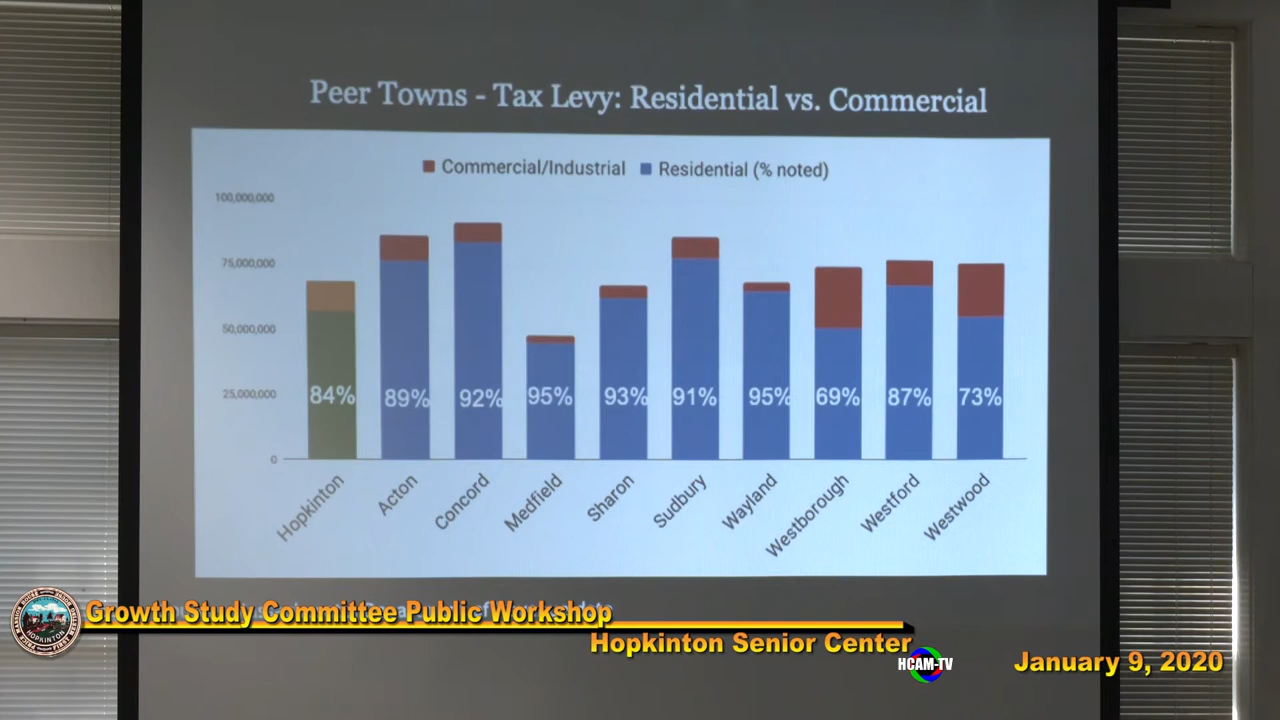 Peer Towns - Tax Levy: Residential vs. Commercial
Commercial/Industrial Residential (% noted)
100,000,000
75,000,000
50,000,000
25,000,000
0
84% 89% 92% 95% 93% 91% 95% 69% 87% 73%
Hopkinton Acton Concord Medfield Sharon Sudbury Wayland Westborough Westford Westwood
Growth Study Committee Public Workshop
Hopkinton Senior Center
HCAM-TV
January 9, 2020
HOPKINTON